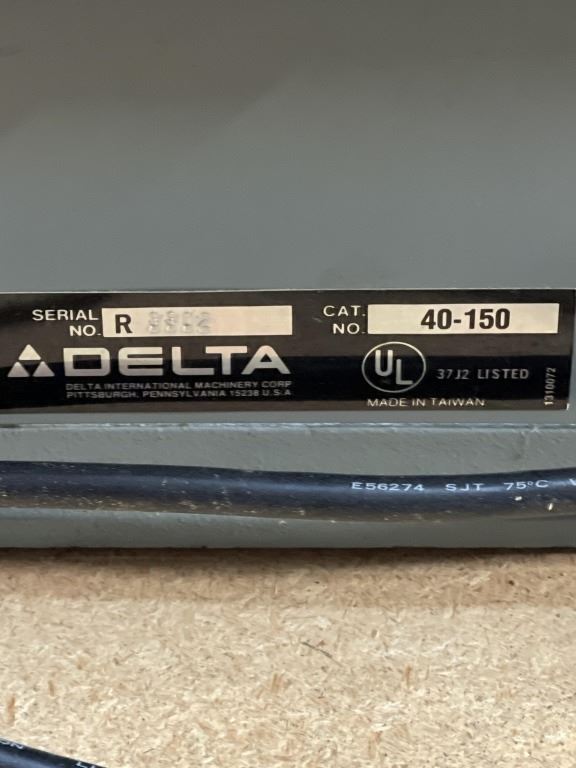 SERIAL NO. R
CAT. NO. 40-150
DELTA
DELTA INTERNATIONAL MACHINERY CORP
PITTSBURGH, PENNSYLVANIA 15238 U.S.A
UL 37J2 LISTED
MADE IN TAIWAN
1310072
E56274 SJT 75°C